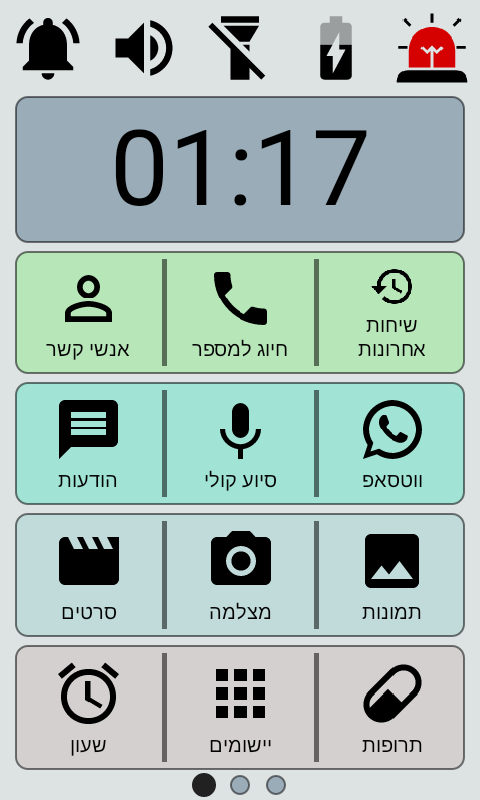 01:17
שיחות
אחרונות
חיוג למספר
אנשי קשר
ווטסאפ
סיוע קולי
הודעות
תמונות
מצלמה
סרטים
תרופות
יישומים
שעון